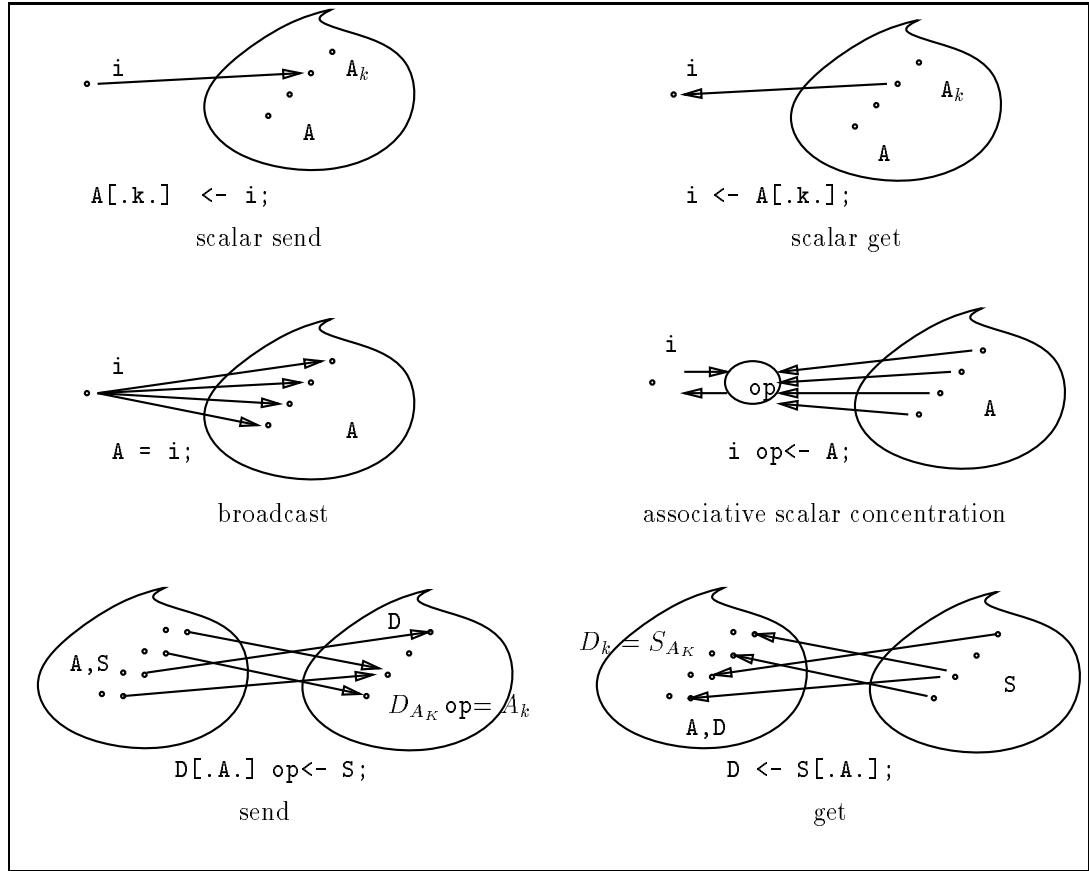 i
A_k
A
A[.k.] <- i;
scalar send
i
A_k
A
i <- A[.k.];
scalar get
i
A
A = i;
broadcast
i
op
A
i op<- A;
associative scalar concentration
D
A,S
D_{A_K} op= A_k
D[.A.] op<- S;
send
D_k = S_{A_K}
S
A,D
D <- S[.A.];
get